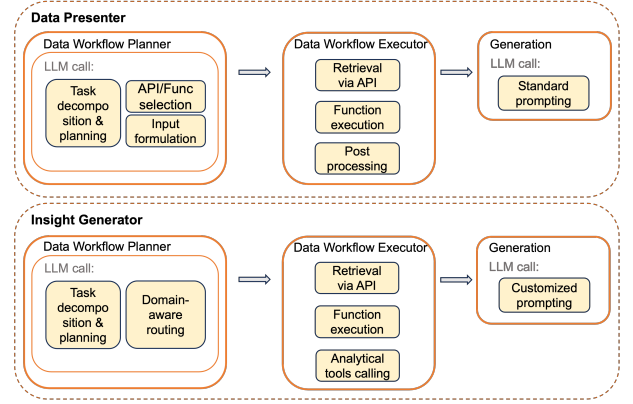 Data Presenter
Data Workflow Planner
LLM call:
Task
decompo
sition &
planning
API/Func
selection
Input
formulation
Data Workflow Executor
Retrieval
via API
Function
execution
Post
processing
Generation
LLM call:
Standard
prompting
Insight Generator
Data Workflow Planner
LLM call:
Task
decompo
sition &
planning
Domain-
aware
routing
Data Workflow Executor
Retrieval
via API
Function
execution
Analytical
tools calling
Generation
LLM call:
Customized
prompting